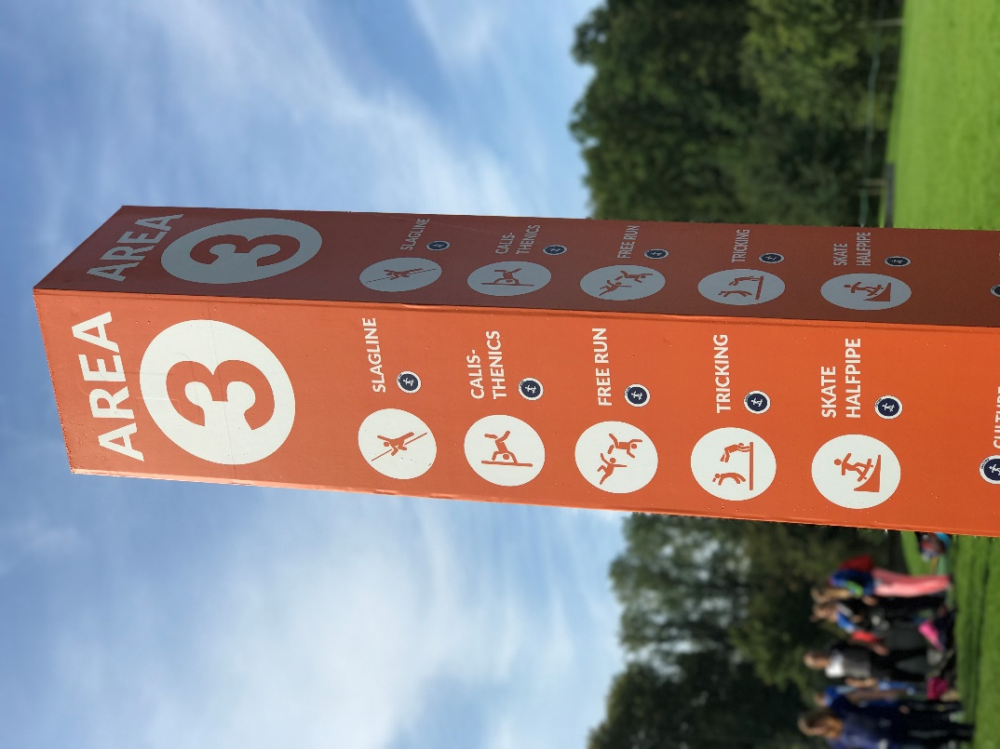 AREA
3
SLAGLINE
CALIS-
THENICS
FREE RUN
TRICKING
SKATE
HALFPIPE
AREA
3
SLAGLINE
CALIS-
THENICS
FREE RUN
TRICKING
SKATE
HALFPIPE